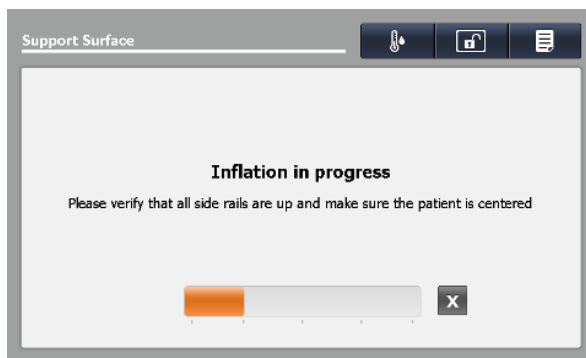 Support Surface
Inflation in progress
Please verify that all side rails are up and make sure the patient is centered
X